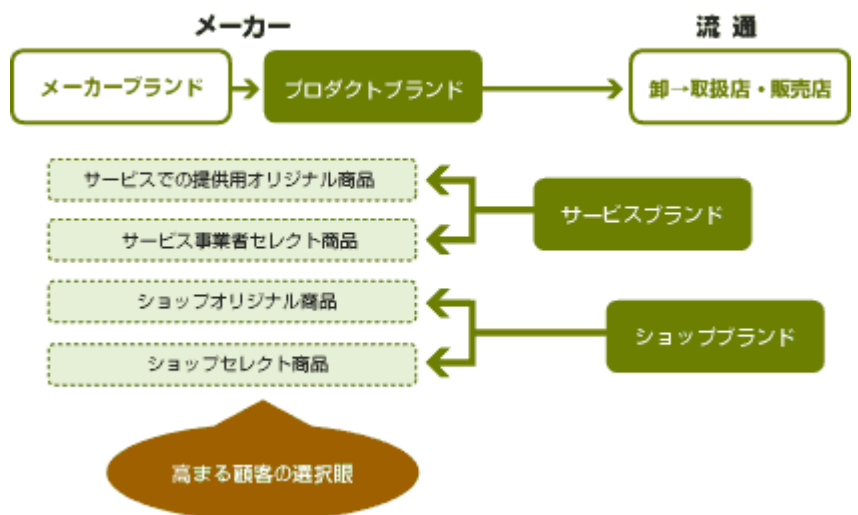 メーカー
流通
メーカーブランド
プロダクトブランド
卸→取扱店・販売店
サービスでの提供用オリジナル商品
サービス事業者セレクト商品
サービスブランド
ショップオリジナル商品
ショップセレクト商品
ショップブランド
高まる顧客の選択眼